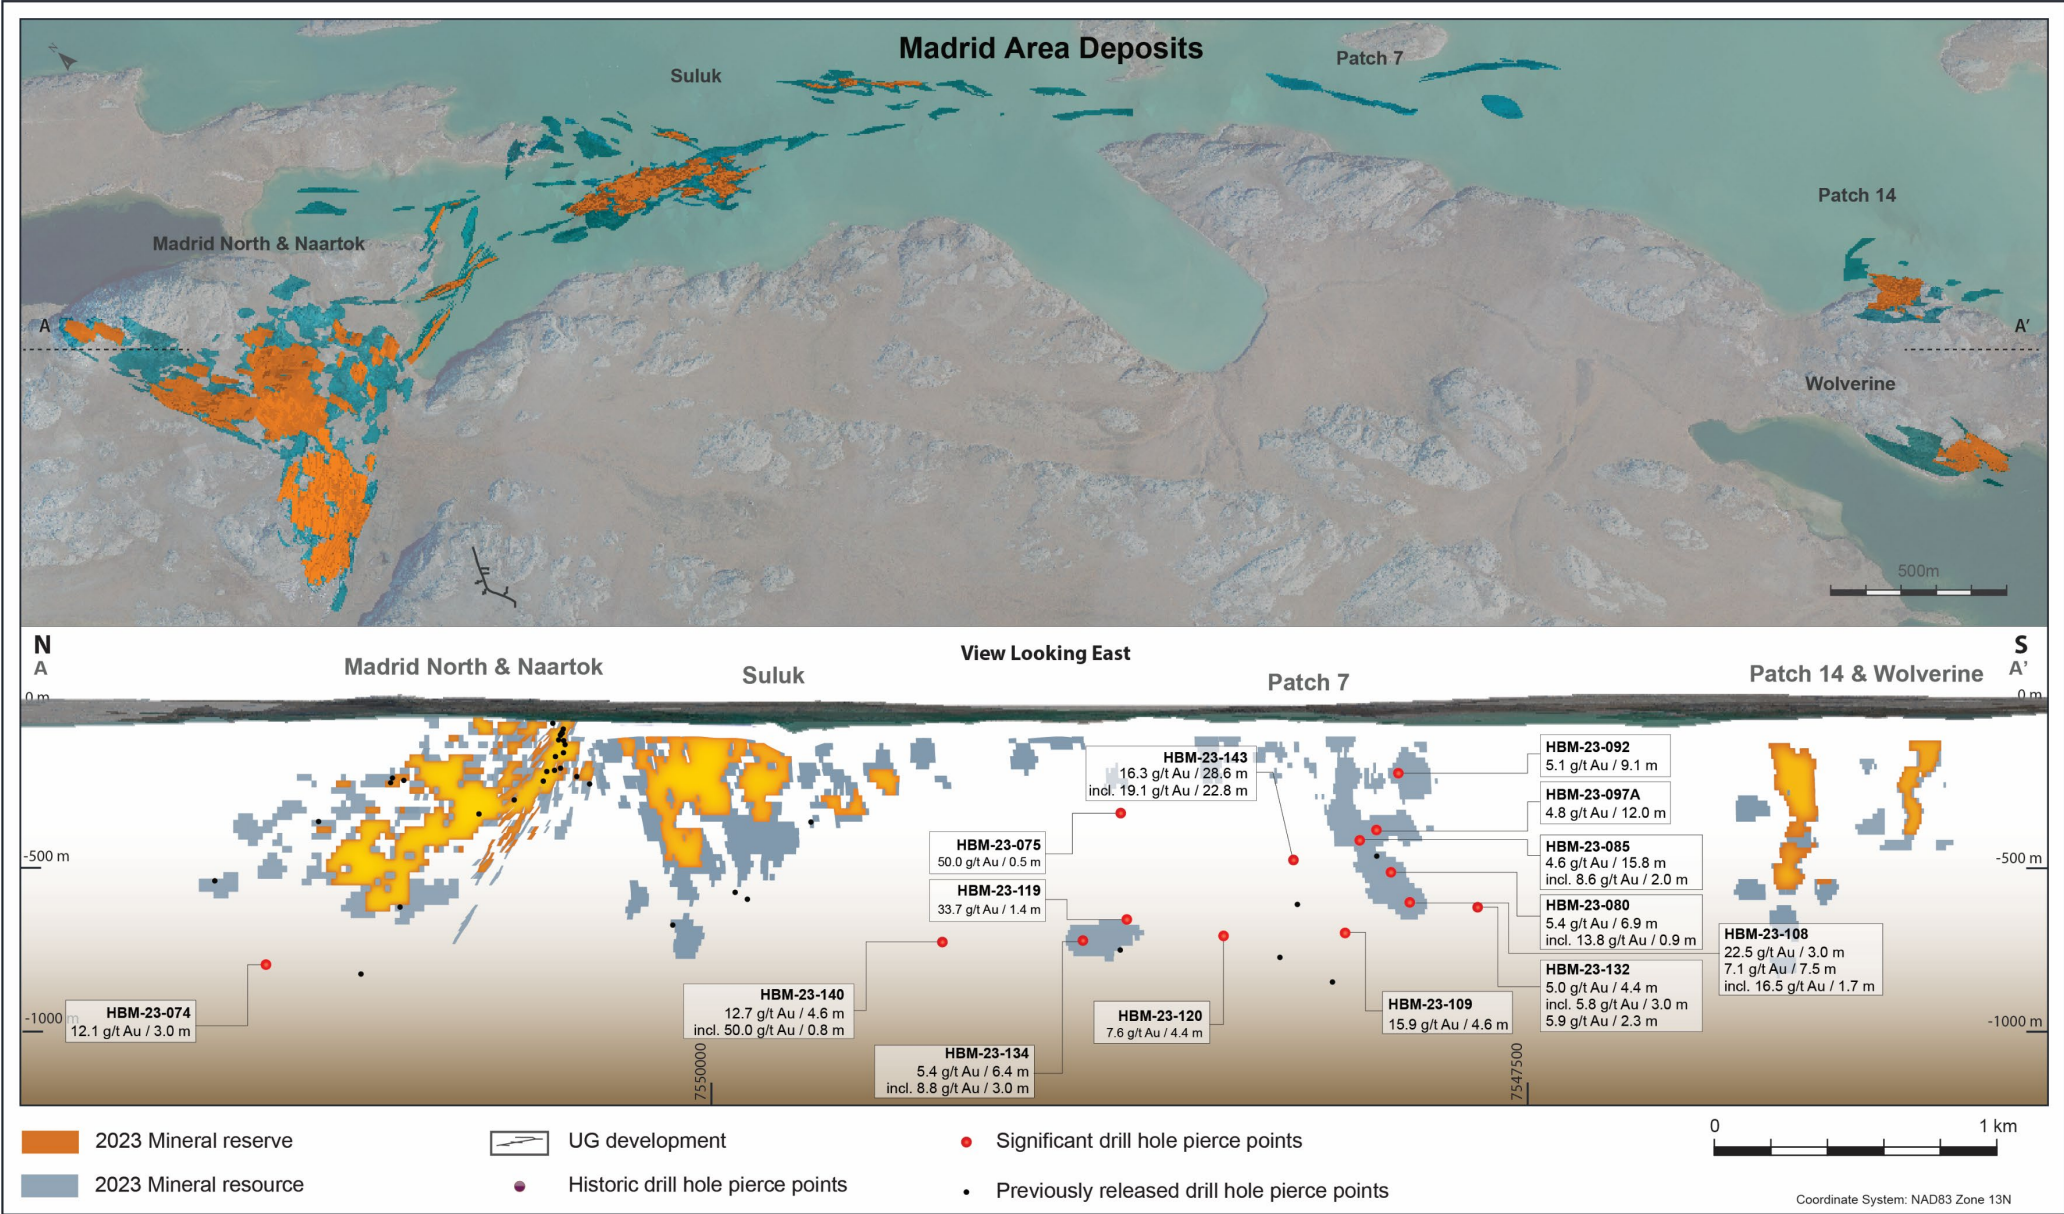 Madrid Area Deposits
N
Suluk
Patch 7
Patch 14
Madrid North & Naartok
A
A'
Wolverine
500m
N
A
Madrid North & Naartok
Suluk
View Looking East
Patch 7
Patch 14 & Wolverine
S
A'
0 m
0 m
-500 m
-500 m
-1000 m
-1000 m
HBM-23-143
16.3 g/t Au / 28.6 m
incl. 19.1 g/t Au / 22.8 m
HBM-23-092
5.1 g/t Au / 9.1 m
HBM-23-097A
4.8 g/t Au / 12.0 m
HBM-23-075
50.0 g/t Au / 0.5 m
HBM-23-085
4.6 g/t Au / 15.8 m
incl. 8.6 g/t Au / 2.0 m
HBM-23-119
33.7 g/t Au / 1.4 m
HBM-23-080
5.4 g/t Au / 6.9 m
incl. 13.8 g/t Au / 0.9 m
HBM-23-108
22.5 g/t Au / 3.0 m
7.1 g/t Au / 7.5 m
incl. 16.5 g/t Au / 1.7 m
HBM-23-132
5.0 g/t Au / 4.4 m
incl. 5.8 g/t Au / 3.0 m
5.9 g/t Au / 2.3 m
HBM-23-074
12.1 g/t Au / 3.0 m
HBM-23-140
12.7 g/t Au / 4.6 m
incl. 50.0 g/t Au / 0.8 m
HBM-23-120
7.6 g/t Au / 4.4 m
HBM-23-109
15.9 g/t Au / 4.6 m
HBM-23-134
5.4 g/t Au / 6.4 m
incl. 8.8 g/t Au / 3.0 m
7550000
7547500
2023 Mineral reserve
2023 Mineral resource
UG development
Historic drill hole pierce points
Significant drill hole pierce points
Previously released drill hole pierce points
0
1 km
Coordinate System: NAD83 Zone 13N